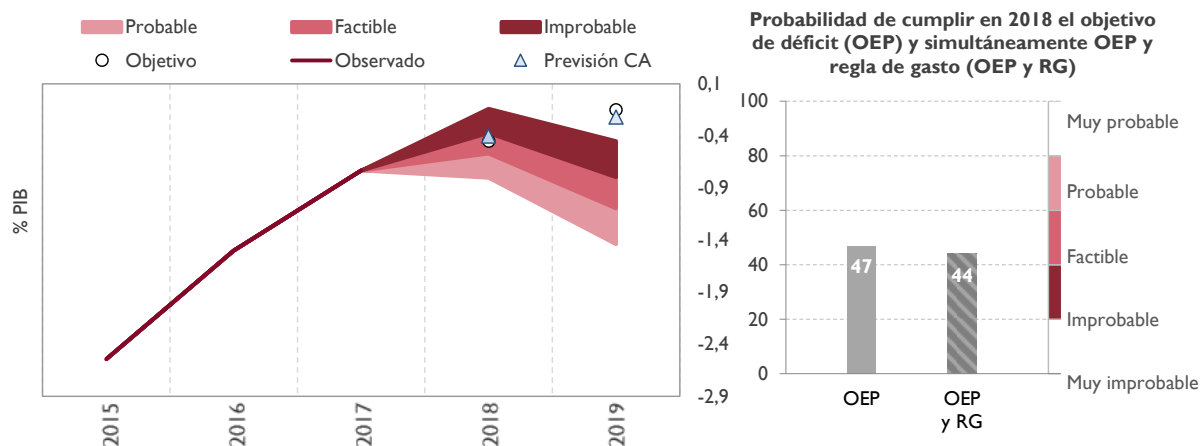 Probable
Factible
Improbable
Objetivo
Observado
Previsión CA
0,1
-0,4
-0,9
-1,4
-1,9
-2,4
-2,9
% PIB
2015
2016
2017
2018
2019
Probabilidad de cumplir en 2018 el objetivo
de déficit (OEP) y simultáneamente OEP y
regla de gasto (OEP y RG)
100
80
60
40
20
0
47
44
OEP
OEP
y RG
Muy probable
Probable
Factible
Improbable
Muy improbable